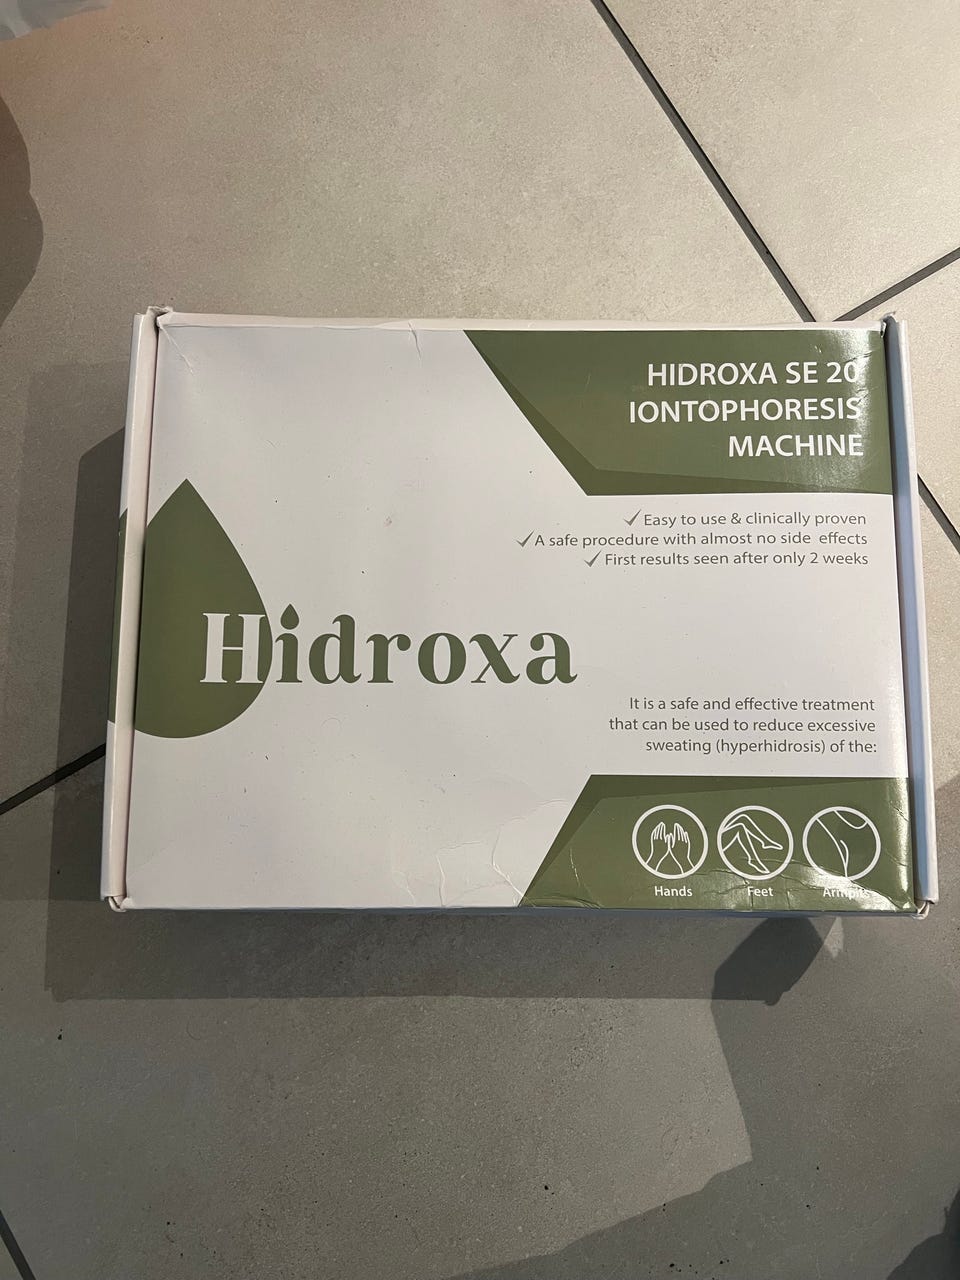 HIDROXA SE 20
IONTOPHORESIS
MACHINE
✓ Easy to use & clinically proven
✓ A safe procedure with almost no side effects
✓ First results seen after only 2 weeks
Hidroxa
It is a safe and effective treatment
that can be used to reduce excessive
sweating (hyperhidrosis) of the:
Hands Feet Armpits